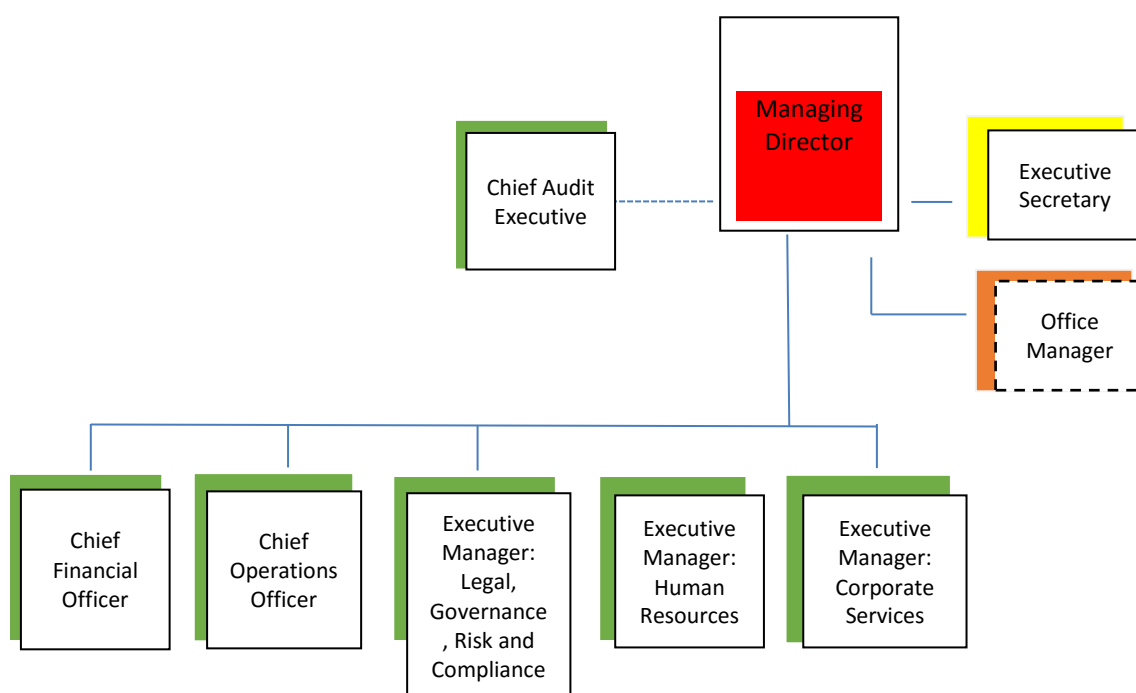 Managing
Director
Chief Audit
Executive
Executive
Secretary
Office
Manager
Chief
Financial
Officer
Chief
Operations
Officer
Executive
Manager:
Legal,
Governance
, Risk and
Compliance
Executive
Manager:
Human
Resources
Executive
Manager:
Corporate
Services